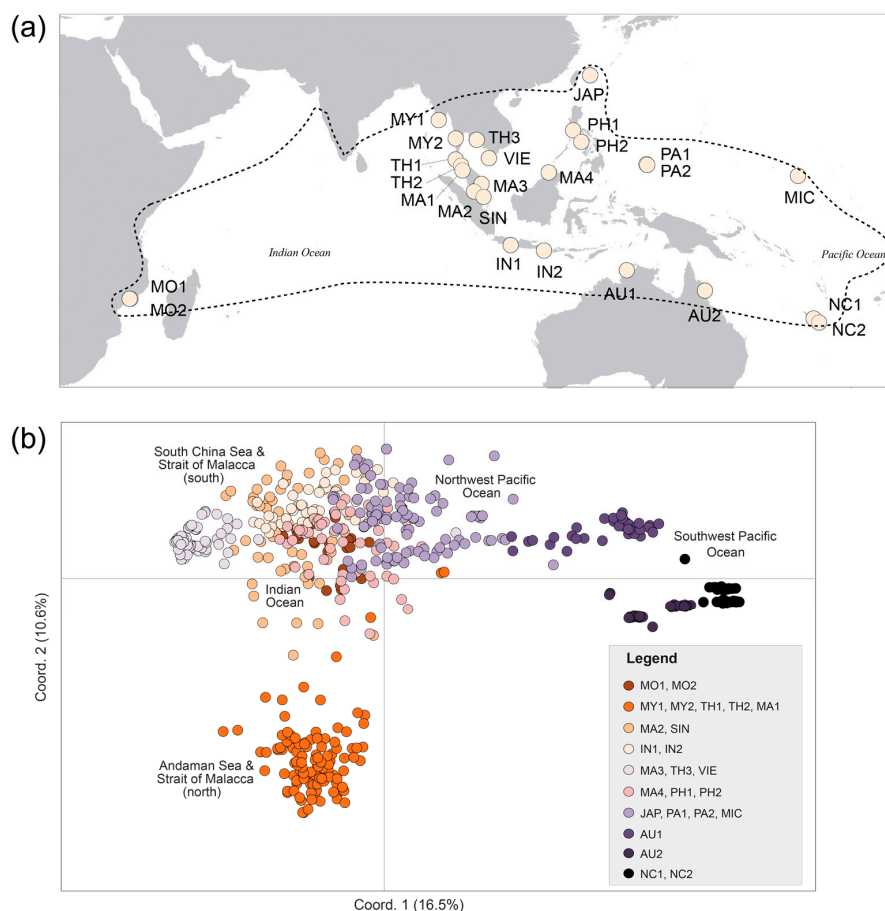 (a)
JAP
MY1
PH1
MY2
TH3
PH2
PA1
TH1
VIE
PA2
TH2
MA3
MA4
MA1
MIC
MA2
SIN
Indian Ocean
IN1
IN2
Pacific Ocean
MO1
MO2
AU1
AU2
NC1
NC2
(b)
South China Sea &
Strait of Malacca
(south)
Northwest Pacific
Ocean
Southwest Pacific
Ocean
Indian
Ocean
Andaman Sea &
Strait of Malacca
(north)
Coord. 2 (10.6%)
Legend
MO1, MO2
MY1, MY2, TH1, TH2, MA1
MA2, SIN
IN1, IN2
MA3, TH3, VIE
MA4, PH1, PH2
JAP, PA1, PA2, MIC
AU1
AU2
NC1, NC2
Coord. 1 (16.5%)